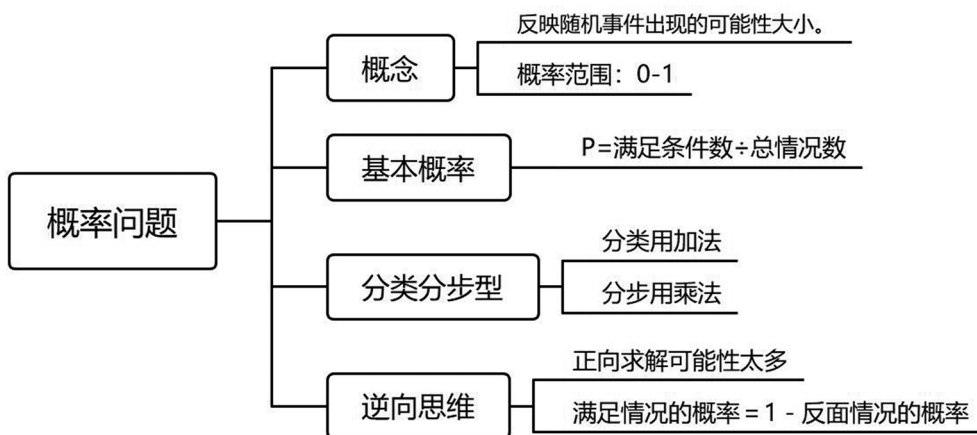 概率问题
概念
反映随机事件出现的可能性大小。
概率范围：0-1
基本概率
P=满足条件数÷总情况数
分类分步型
分类用加法
分步用乘法
逆向思维
正向求解可能性太多
满足情况的概率=1 - 反面情况的概率